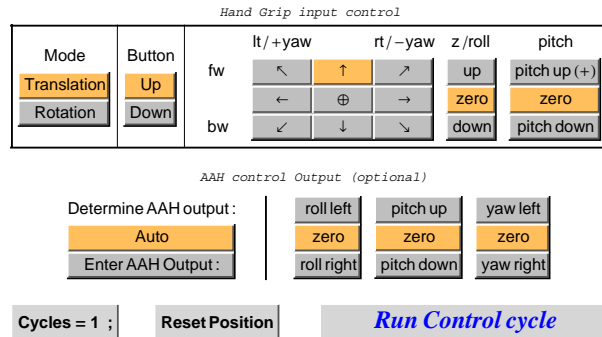 Hand Grip input control
lt/+yaw rt/−yaw z/roll pitch
Mode Button
fw ↖ ↑ ↗ up pitch up (+)
Translation Up
← ⊕ → zero zero
Rotation Down
bw ↙ ↓ ↘ down pitch down
AAH control Output (optional)
Determine AAH output : roll left pitch up yaw left
Auto zero zero zero
Enter AAH Output : roll right pitch down yaw right
Cycles = 1 ; Reset Position Run Control cycle